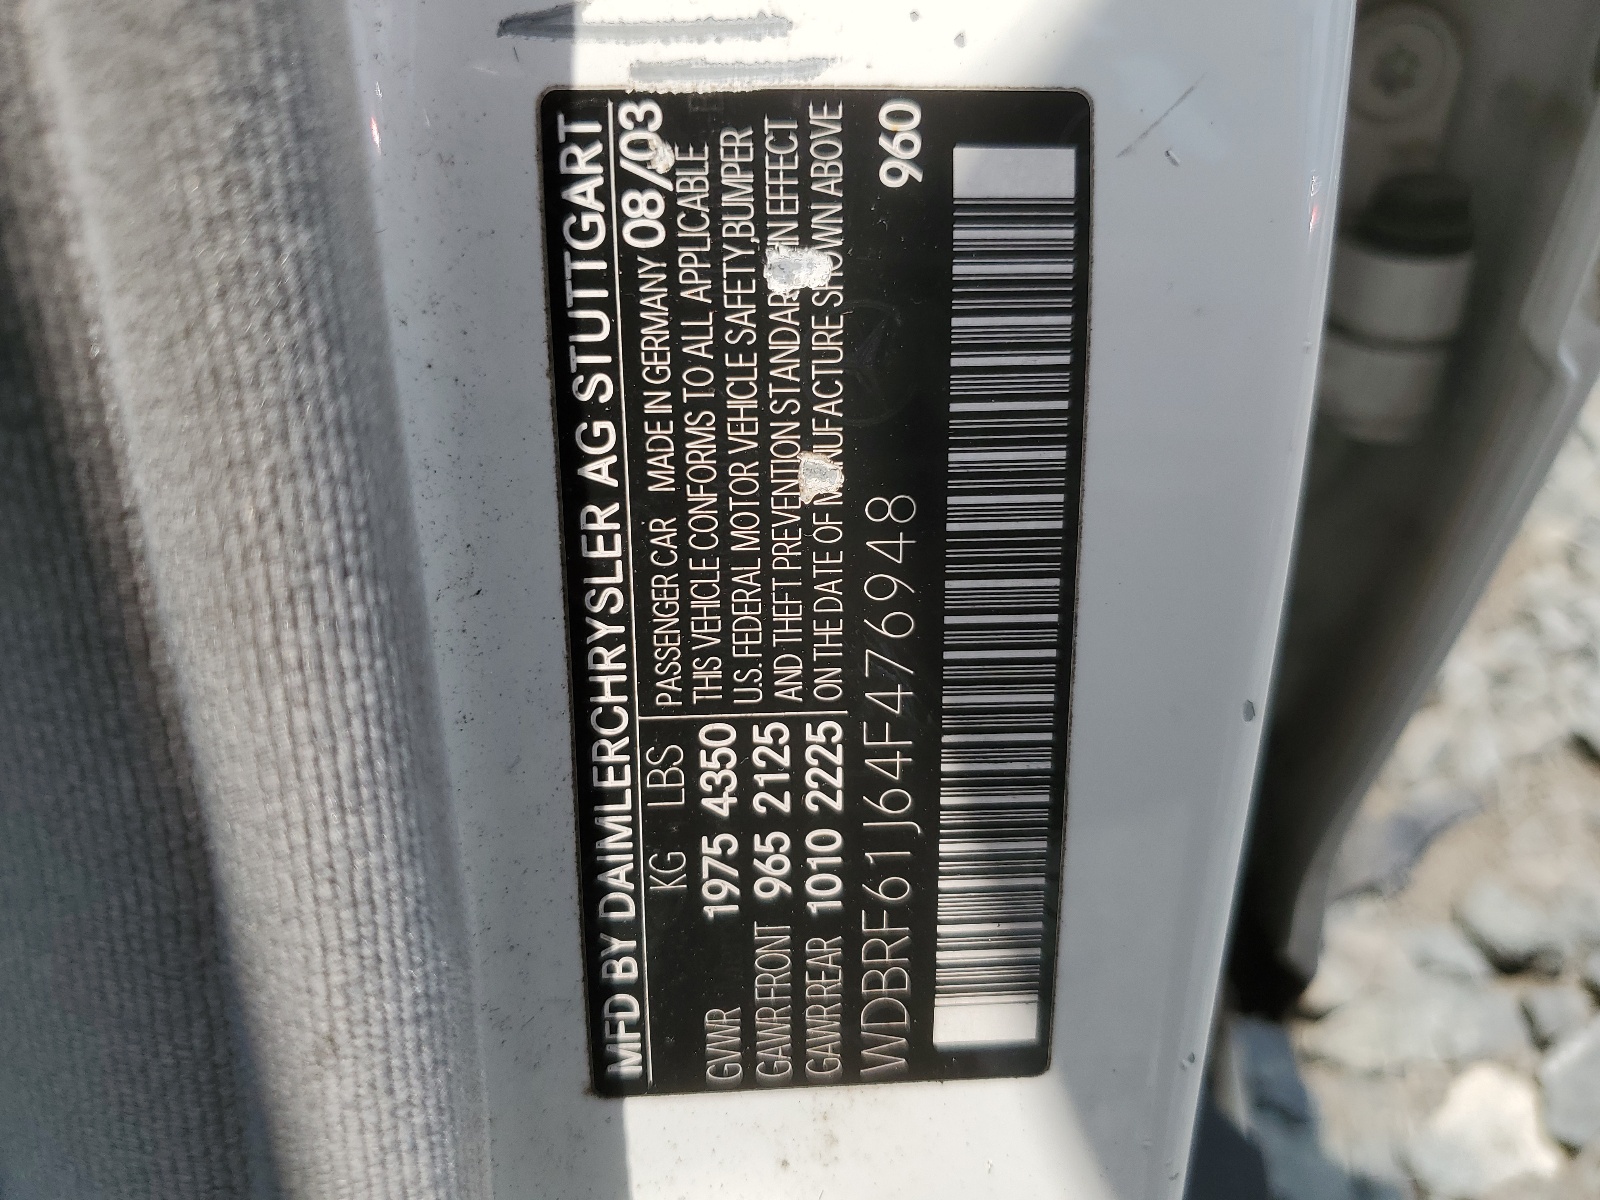 MFD BY DAIMLERCHRYSLER AG STUTTGART
KG LBS PASSENGER CAR MADE IN GERMANY 08/03
GVWR 1975 4350 THIS VEHICLE CONFORMS TO ALL APPLICABLE
GAWR FRONT 965 2125 U.S. FEDERAL MOTOR VEHICLE SAFETY, BUMPER
GAWR REAR 1010 2225 AND THEFT PREVENTION STANDARDS IN EFFECT
ON THE DATE OF MANUFACTURE SHOWN ABOVE
WDBRF61J64F476948 960